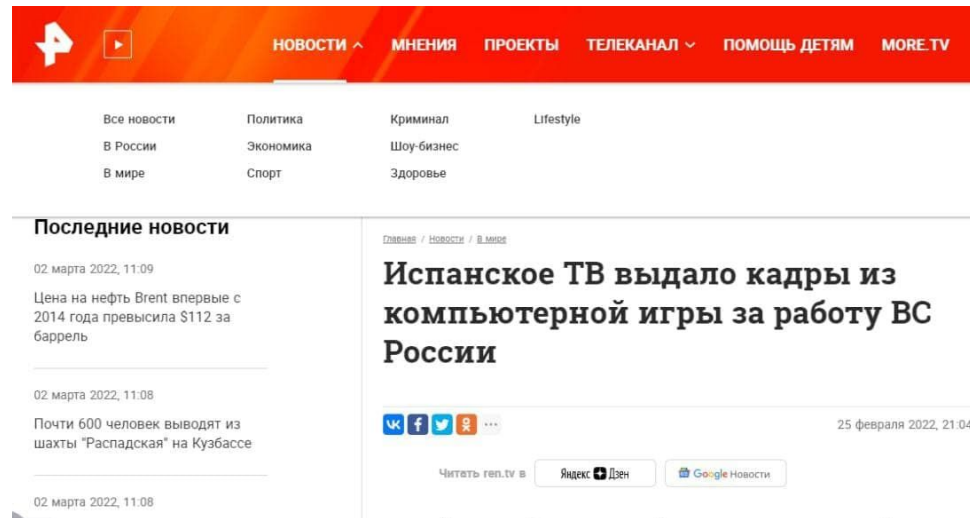 НОВОСТИ МНЕНИЯ ПРОЕКТЫ ТЕЛЕКАНАЛ ПОМОЩЬ ДЕТЯМ MORE.TV
Все новости Политика Криминал Lifestyle
В России Экономика Шоу-бизнес
В мире Спорт Здоровье
Последние новости
02 марта 2022, 11:09
Цена на нефть Brent впервые с
2014 года превысила $112 за
баррель
02 марта 2022, 11:08
Почти 600 человек выводят из
шахты "Распадская" на Кузбассе
02 марта 2022, 11:08
Главная / Новости / В мире
Испанское ТВ выдало кадры из
компьютерной игры за работу ВС
России
25 февраля 2022, 21:04
Читать ren.tv в Яндекс Дзен Google Новости